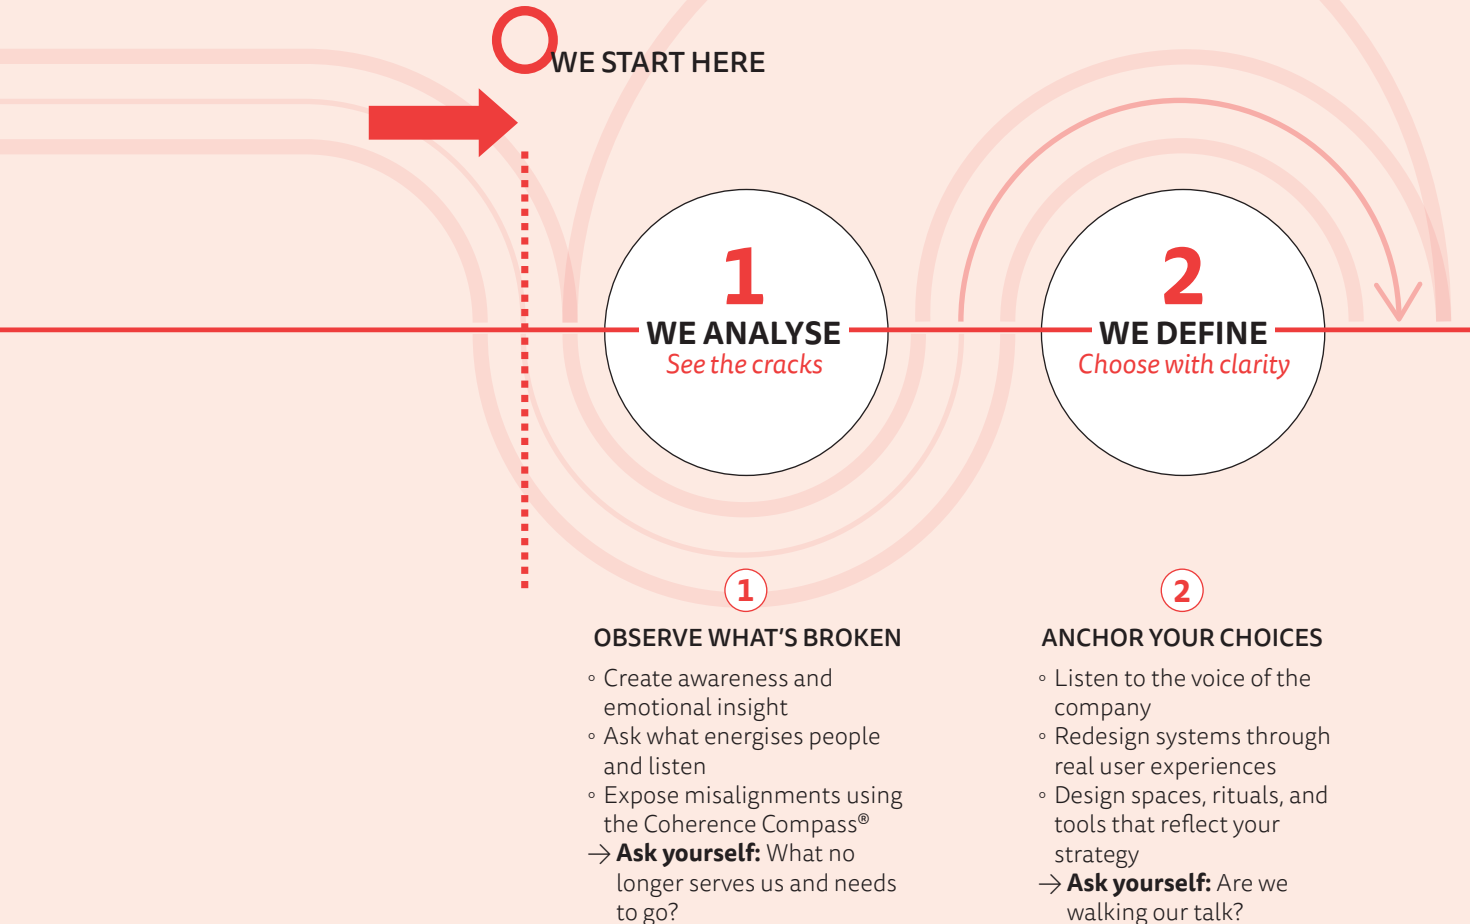 WE START HERE
1
WE ANALYSE
See the cracks
2
WE DEFINE
Choose with clarity
1
OBSERVE WHAT’S BROKEN
◦ Create awareness and
emotional insight
◦ Ask what energises people
and listen
◦ Expose misalignments using
the Coherence Compass®
→ Ask yourself: What no
longer serves us and needs
to go?
2
ANCHOR YOUR CHOICES
◦ Listen to the voice of the
company
◦ Redesign systems through
real user experiences
◦ Design spaces, rituals, and
tools that reflect your
strategy
→ Ask yourself: Are we
walking our talk?